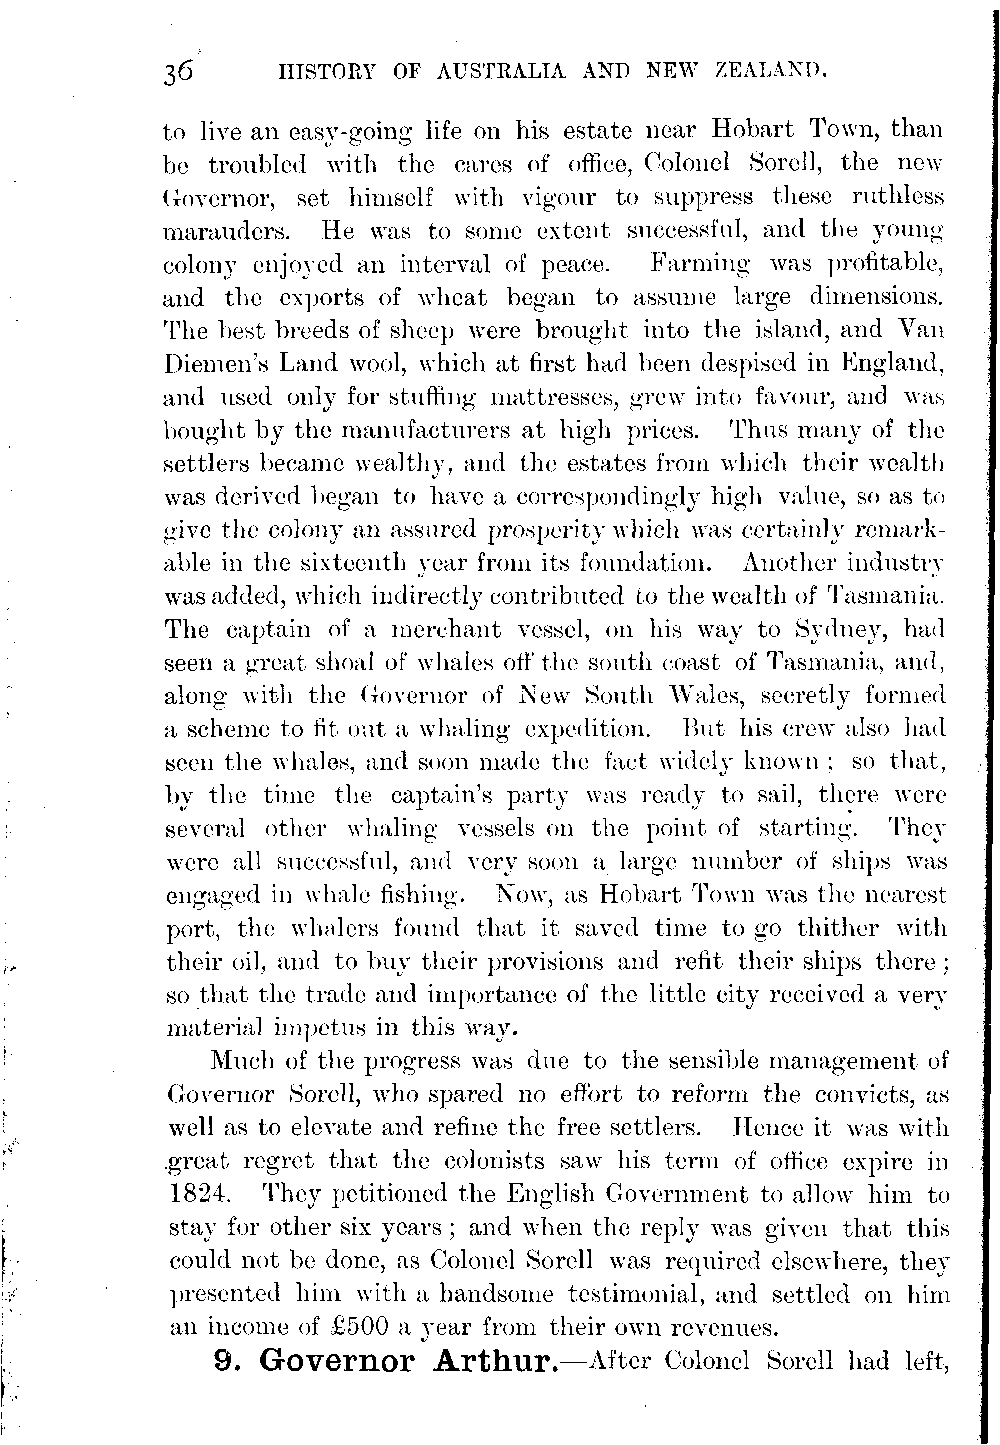 36 HISTORY OF AUSTRALIA AND NEW ZEALAND.
to live an easy-going life on his estate near Hobart Town, than
be troubled with the cares of office, Colonel Sorell, the new
Governor, set himself with vigour to suppress these ruthless
marauders. He was to some extent successful, and the young
colony enjoyed an interval of peace. Farming was profitable,
and the exports of wheat began to assume large dimensions.
The best breeds of sheep were brought into the island, and Van
Diemen's Land wool, which at first had been despised in England,
and used only for stuffing mattresses, grew into favour, and was
bought by the manufacturers at high prices. Thus many of the
settlers became wealthy, and the estates from which their wealth
was derived began to have a correspondingly high value, so as to
give the colony an assured prosperity which was certainly remark-
able in the sixteenth year from its foundation. Another industry
was added, which indirectly contributed to the wealth of Tasmania.
The captain of a merchant vessel, on his way to Sydney, had
seen a great shoal of whales off the south coast of Tasmania, and,
along with the Governor of New South Wales, secretly formed
a scheme to fit out a whaling expedition. But his crew also had
seen the whales, and soon made the fact widely known; so that,
by the time the captain's party was ready to sail, there were
several other whaling vessels on the point of starting. They
were all successful, and very soon a large number of ships was
engaged in whale fishing. Now, as Hobart Town was the nearest
port, the whalers found that it saved time to go thither with
their oil, and to buy their provisions and refit their ships there;
so that the trade and importance of the little city received a very
material impetus in this way.
Much of the progress was due to the sensible management of
Governor Sorell, who spared no effort to reform the convicts, as
well as to elevate and refine the free settlers. Hence it was with
great regret that the colonists saw his term of office expire in
1824. They petitioned the English Government to allow him to
stay for other six years; and when the reply was given that this
could not be done, as Colonel Sorell was required elsewhere, they
presented him with a handsome testimonial, and settled on him
an income of £500 a year from their own revenues.
9. Governor Arthur.—After Colonel Sorell had left,